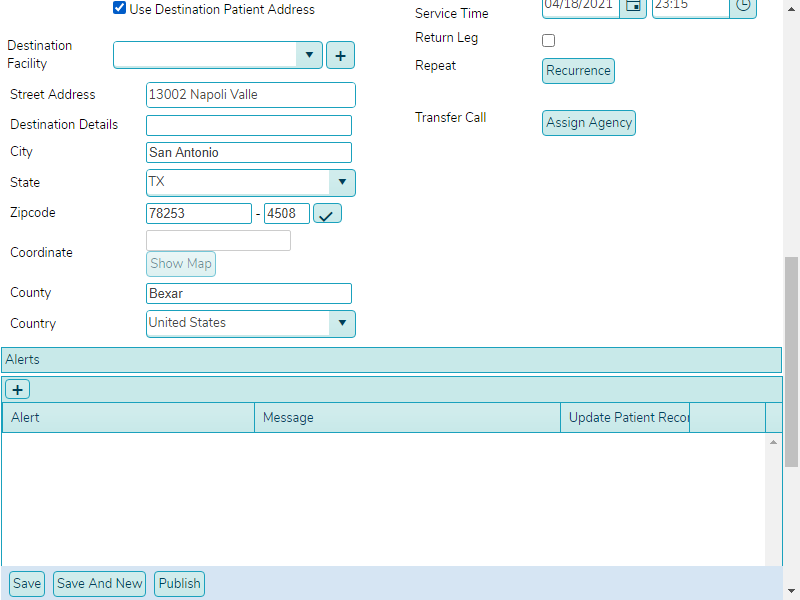 Use Destination Patient Address
Service Time 04/18/2021 23:15
Destination Facility
Return Leg
Repeat Recurrence
Street Address 13002 Napoli Valle
Transfer Call Assign Agency
Destination Details
City San Antonio
State TX
Zipcode 78253 - 4508
Coordinate
Show Map
County Bexar
Country United States
Alerts
+
Alert Message Update Patient Recor
Save Save And New Publish